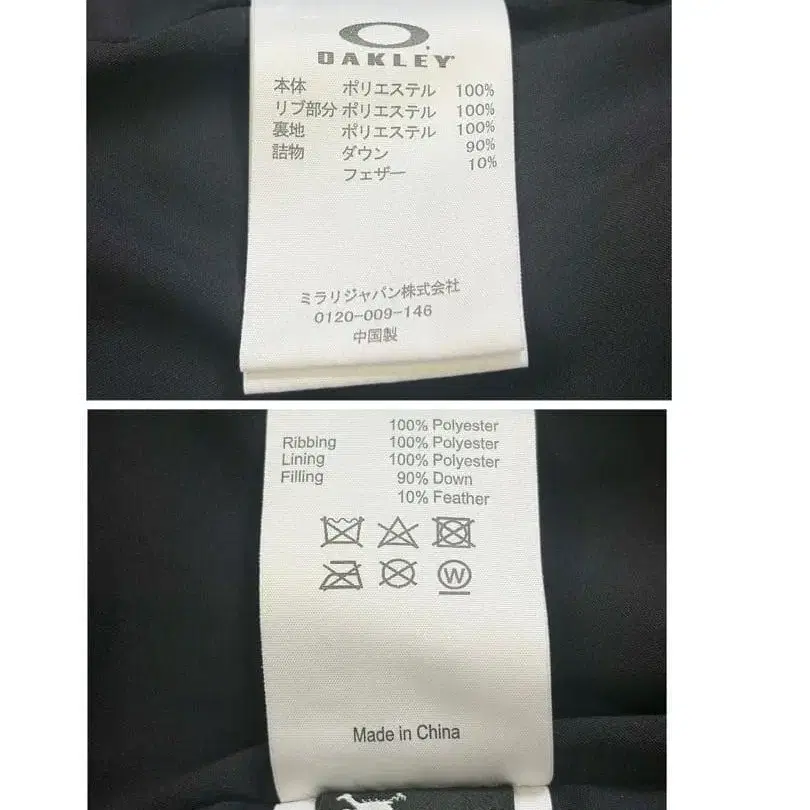 OAKLEY
本体 ポリエステル 100%
リブ部分 ポリエステル 100%
裏地 ポリエステル 100%
詰物 ダウン 90%
フェザー 10%
ミラリジャパン株式会社
0120-009-146
中国製
100% Polyester
Ribbing 100% Polyester
Lining 100% Polyester
Filling 90% Down
10% Feather
W
Made in China